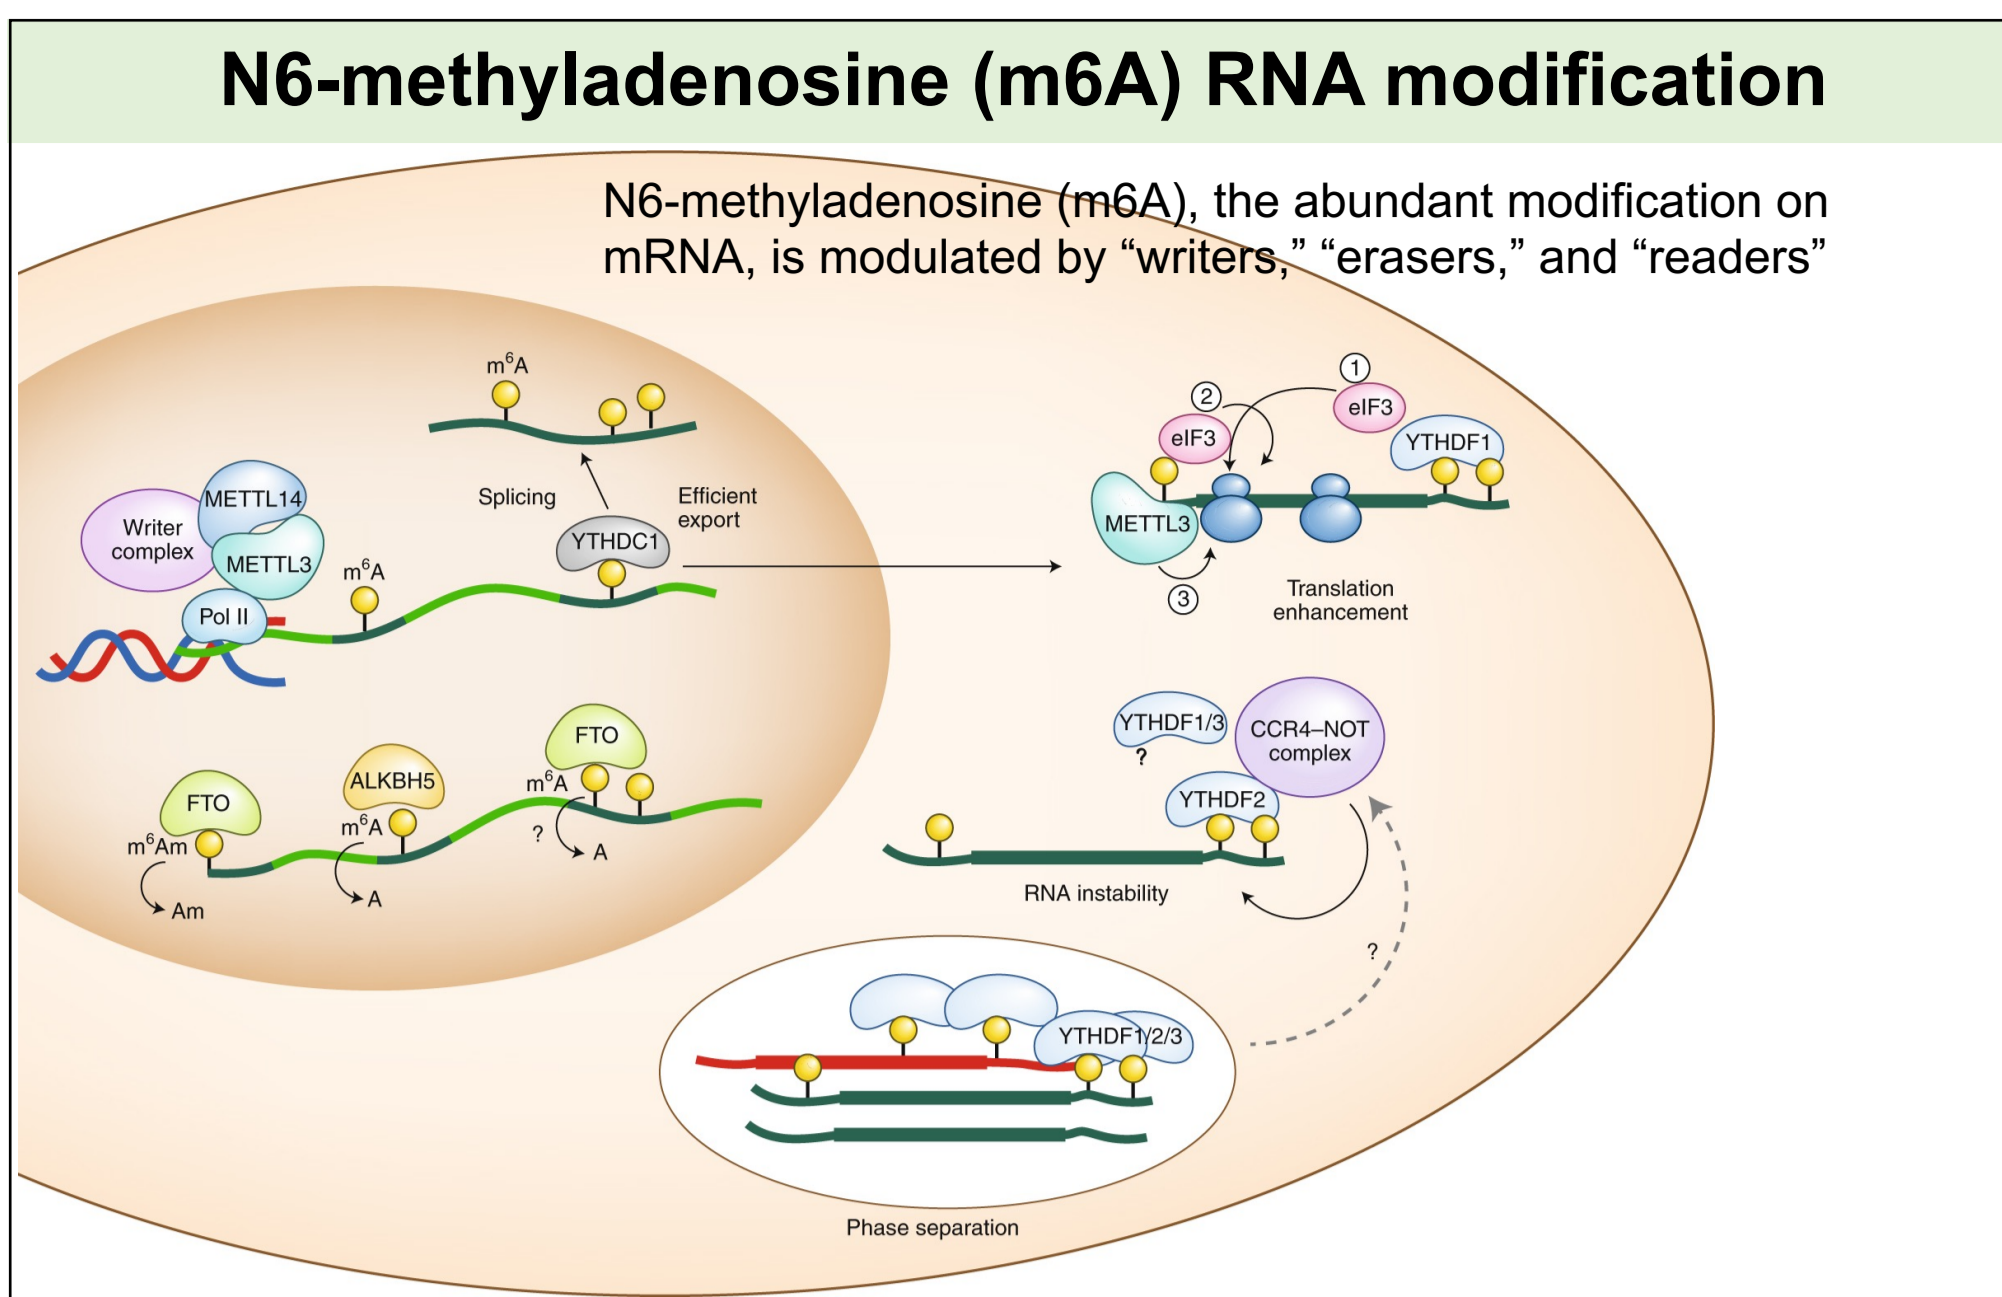 N6-methyladenosine (m6A) RNA modification
N6-methyladenosine (m6A), the abundant modification on
mRNA, is modulated by “writers,” “erasers,” and “readers”
m⁶A
Splicing
Efficient
export
YTHDC1
METTL14
Writer
complex
METTL3
m⁶A
Pol II
FTO
m⁶Am
Am
ALKBH5
m⁶A
A
FTO
m⁶A
?
A
1
eIF3
2
eIF3
YTHDF1
METTL3
3
Translation
enhancement
YTHDF1/3
?
CCR4–NOT
complex
YTHDF2
RNA instability
?
YTHDF1/2/3
Phase separation